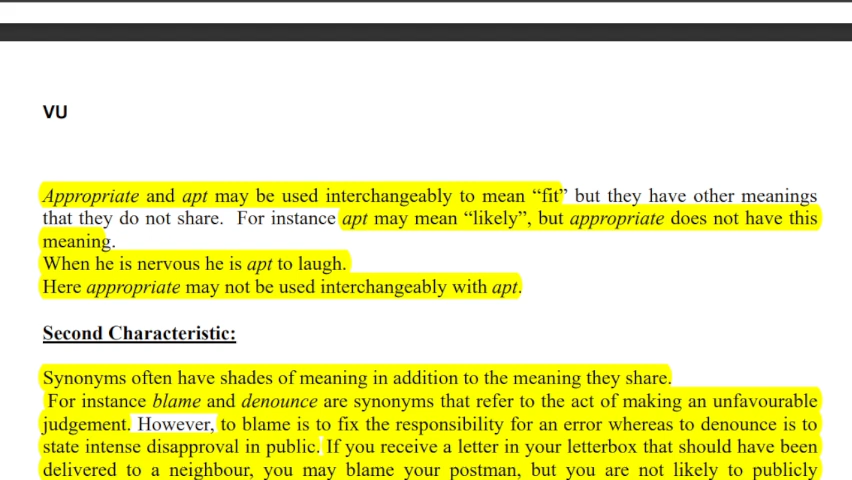 VU
Appropriate and apt may be used interchangeably to mean “fit” but they have other meanings
that they do not share.  For instance apt may mean “likely”, but appropriate does not have this
meaning.
When he is nervous he is apt to laugh.
Here appropriate may not be used interchangeably with apt.
Second Characteristic:
Synonyms often have shades of meaning in addition to the meaning they share.
For instance blame and denounce are synonyms that refer to the act of making an unfavourable
judgement. However, to blame is to fix the responsibility for an error whereas to denounce is to
state intense disapproval in public. If you receive a letter in your letterbox that should have been
delivered to a neighbour, you may blame your postman, but you are not likely to publicly